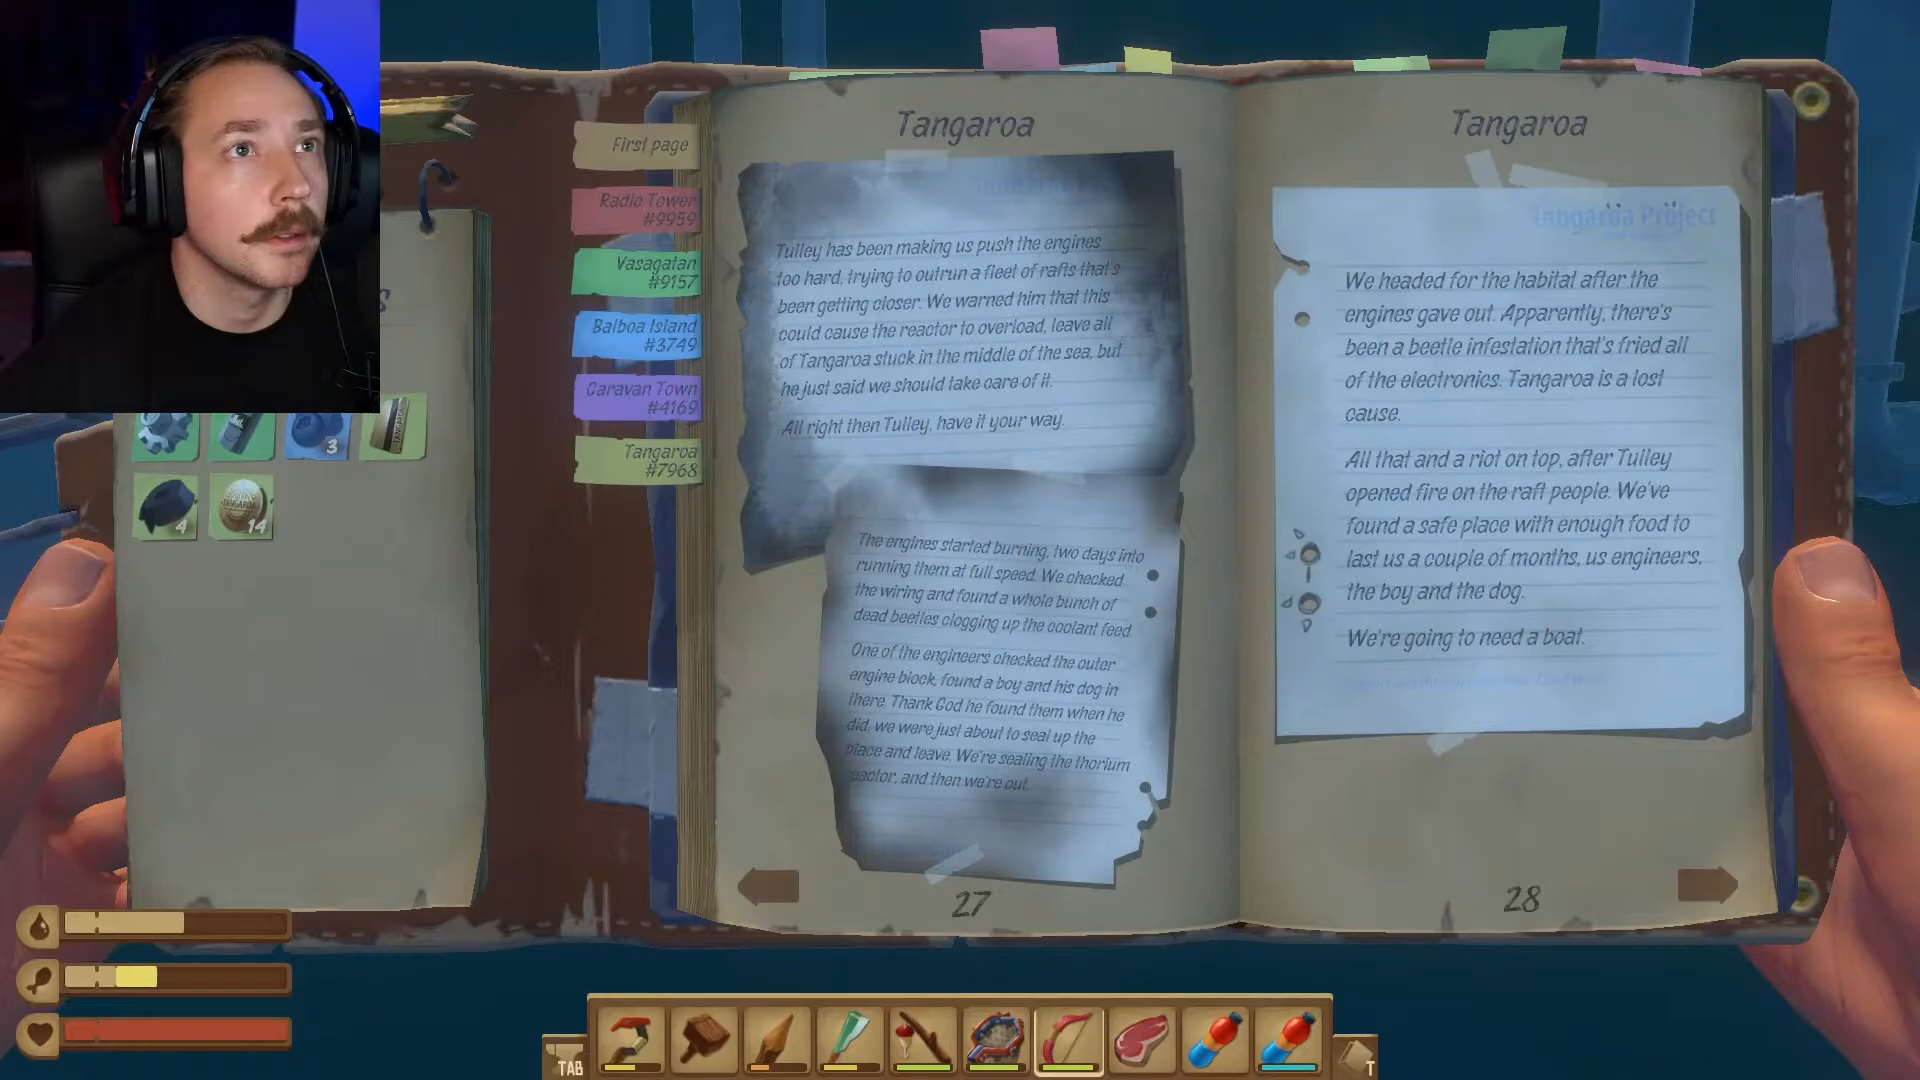 First page
Radio Tower
#9959
Vasagatan
#9157
Balboa Island
#3749
Caravan Town
#4169
Tangaroa
#7968
3
4
14
Tangaroa
Tulley has been making us push the engines
too hard, trying to outrun a fleet of rafts that's
been getting closer. We warned him that this
could cause the reactor to overload, leave all
of Tangaroa stuck in the middle of the sea, but
he just said we should take care of it.
All right then Tulley, have it your way.
The engines started burning, two days into
running them at full speed. We checked
the wiring and found a whole bunch of
dead beetles clogging up the coolant feed.
One of the engineers checked the outer
engine block, found a boy and his dog in
there. Thank God he found them when he
did, we were just about to seal up the
place and leave. We're sealing the thorium
reactor, and then we're out.
27
Tangaroa
Tangaroa Project
We headed for the habitat after the
engines gave out. Apparently, there's
been a beetle infestation that's fried all
of the electronics. Tangaroa is a lost
cause.
All that and a riot on top, after Tulley
opened fire on the raft people. We've
found a safe place with enough food to
last us a couple of months, us engineers,
the boy and the dog.
We're going to need a boat.
28
TAB
T